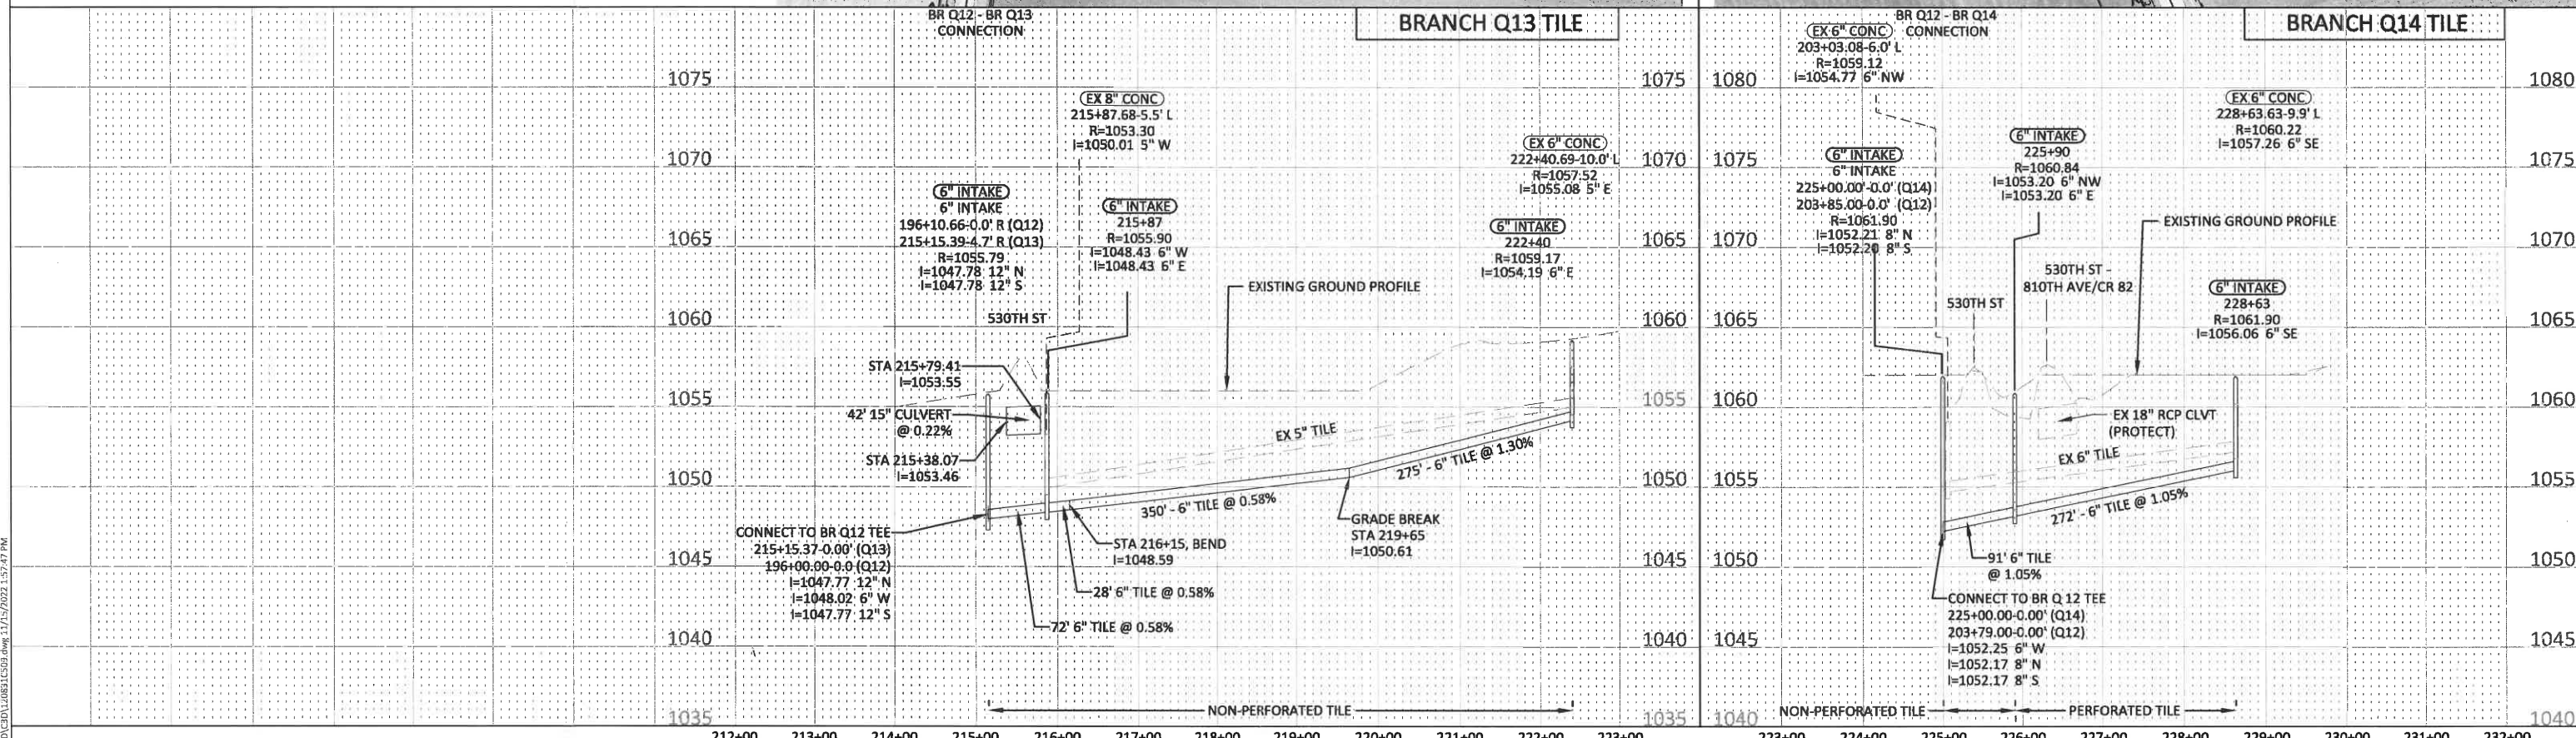 BR Q12 - BR Q13
CONNECTION
BRANCH Q13 TILE
1075
1070
1065
1060
1055
1050
1045
1040
1035
EX 8" CONC
215+87.68-5.5' L
R=1053.30
I=1050.01 5" W
6" INTAKE
6" INTAKE
196+10.66-0.0' R (Q12)
215+15.39-4.7' R (Q13)
R=1055.79
I=1047.78 12" N
I=1047.78 12" S
6" INTAKE
215+87
R=1055.90
I=1048.43 6" W
I=1048.43 6" E
530TH ST
EX 6" CONC
222+40.69-10.0' L
R=1057.52
I=1055.08 5" E
6" INTAKE
222+40
R=1059.17
I=1054.19 6" E
EXISTING GROUND PROFILE
STA 215+79.41
I=1053.55
42' 15" CULVERT
@ 0.22%
STA 215+38.07
I=1053.46
EX 5" TILE
350' - 6" TILE @ 0.58%
275' - 6" TILE @ 1.30%
GRADE BREAK
STA 219+65
I=1050.61
CONNECT TO BR Q12 TEE
215+15.37-0.00' (Q13)
196+00.00-0.0 (Q12)
I=1047.77 12" N
I=1048.02 6" W
I=1047.77 12" S
STA 216+15, BEND
I=1048.59
28' 6" TILE @ 0.58%
72' 6" TILE @ 0.58%
NON-PERFORATED TILE
1075
1070
1065
1060
1055
1050
1045
1040
1035
212+00 213+00 214+00 215+00 216+00 217+00 218+00 219+00 220+00 221+00 222+00 223+00
BR Q12 - BR Q14
CONNECTION
BRANCH Q14 TILE
1080
1075
1070
1065
1060
1055
1050
1045
1040
EX 6" CONC
203+03.08-6.0' L
R=1059.12
I=1054.77 6" NW
6" INTAKE
6" INTAKE
225+00.00'-0.0' (Q14)
203+85.00-0.0' (Q12)
R=1061.90
I=1052.21 8" N
I=1052.20 8" S
6" INTAKE
225+90
R=1060.84
I=1053.20 6" NW
I=1053.20 6" E
EX 6" CONC
228+63.63-9.9' L
R=1060.22
I=1057.26 6" SE
EXISTING GROUND PROFILE
530TH ST
530TH ST -
810TH AVE/CR 82
6" INTAKE
228+63
R=1061.90
I=1056.06 6" SE
EX 18" RCP CLVT
(PROTECT)
EX 6" TILE
272' - 6" TILE @ 1.05%
91' 6" TILE
@ 1.05%
CONNECT TO BR Q 12 TEE
225+00.00-0.00' (Q14)
203+79.00-0.00' (Q12)
I=1052.25 6" W
I=1052.17 8" N
I=1052.17 8" S
NON-PERFORATED TILE
PERFORATED TILE
1080
1075
1070
1065
1060
1055
1050
1045
1040
223+00 224+00 225+00 226+00 227+00 228+00 229+00 230+00 231+00 232+00
11/15/2022 1:57:47 PM